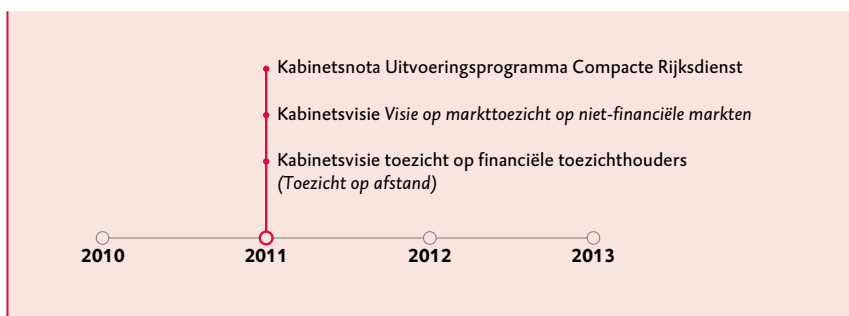 Kabinetsnota Uitvoeringsprogramma Compacte Rijksdienst
Kabinetsvisie Visie op markttoezicht op niet-financiële markten
Kabinetsvisie toezicht op financiële toezichthouders
(Toezicht op afstand)
2010 2011 2012 2013